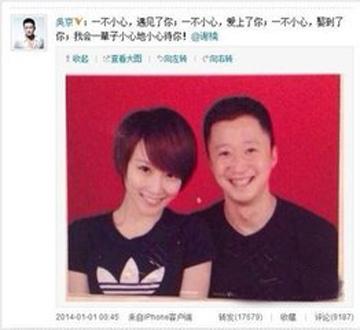 吴京：一不小心，遇见了你；一不小心，爱上了你；一不小心，娶到了
你；我会一辈子小心地小心待你！@谢楠
收起 查看大图 向左转 向右转
2014-01-01 00:45 来自iPhone客户端 转发(17679) 收藏 评论(9187)